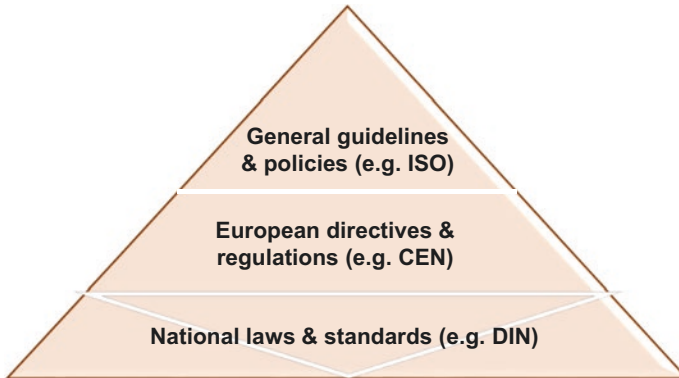 General guidelines
& policies (e.g. ISO)
European directives &
regulations (e.g. CEN)
National laws & standards (e.g. DIN)